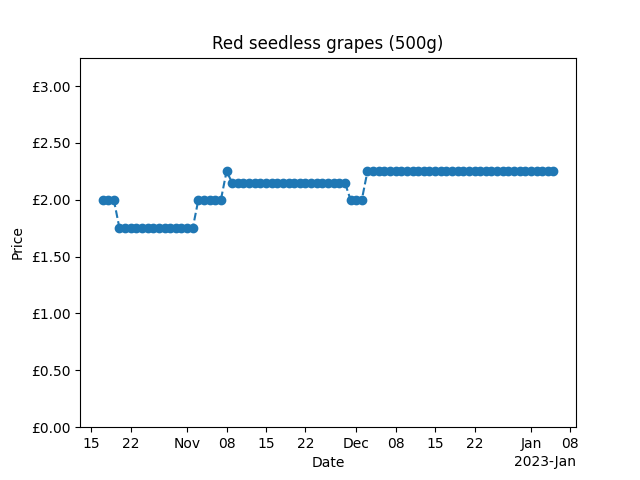 Red seedless grapes (500g)
£3.00
£2.50
£2.00
£1.50
£1.00
£0.50
£0.00
Price
15 22 Nov 08 15 22 Dec 08 15 22 Jan 08
Date
2023-Jan